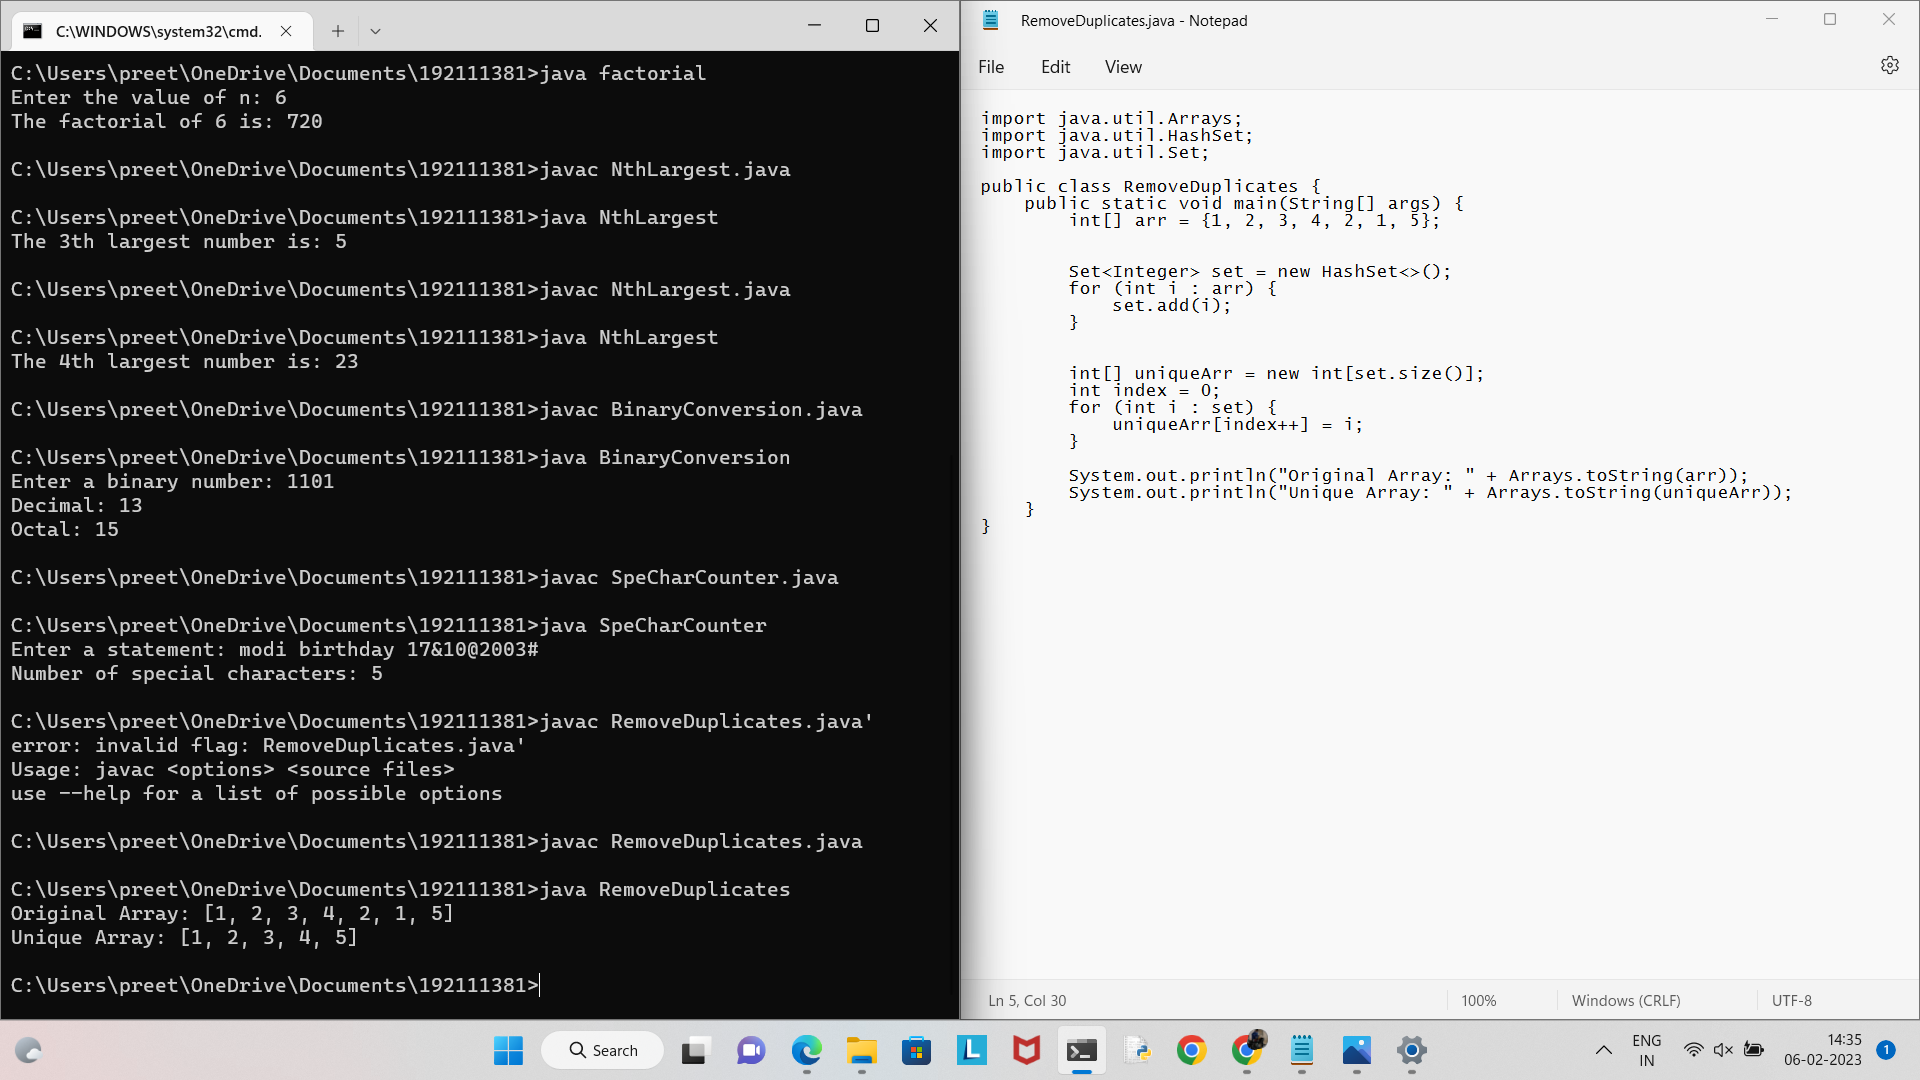 C:\WINDOWS\system32\cmd.
C:\Users\preet\OneDrive\Documents\192111381>java factorial
Enter the value of n: 6
The factorial of 6 is: 720
C:\Users\preet\OneDrive\Documents\192111381>javac NthLargest.java
C:\Users\preet\OneDrive\Documents\192111381>java NthLargest
The 3th largest number is: 5
C:\Users\preet\OneDrive\Documents\192111381>javac NthLargest.java
C:\Users\preet\OneDrive\Documents\192111381>java NthLargest
The 4th largest number is: 23
C:\Users\preet\OneDrive\Documents\192111381>javac BinaryConversion.java
C:\Users\preet\OneDrive\Documents\192111381>java BinaryConversion
Enter a binary number: 1101
Decimal: 13
Octal: 15
C:\Users\preet\OneDrive\Documents\192111381>javac SpeCharCounter.java
C:\Users\preet\OneDrive\Documents\192111381>java SpeCharCounter
Enter a statement: modi birthday 17&10@2003#
Number of special characters: 5
C:\Users\preet\OneDrive\Documents\192111381>javac RemoveDuplicates.java'
error: invalid flag: RemoveDuplicates.java'
Usage: javac <options> <source files>
use --help for a list of possible options
C:\Users\preet\OneDrive\Documents\192111381>javac RemoveDuplicates.java
C:\Users\preet\OneDrive\Documents\192111381>java RemoveDuplicates
Original Array: [1, 2, 3, 4, 2, 1, 5]
Unique Array: [1, 2, 3, 4, 5]
C:\Users\preet\OneDrive\Documents\192111381>
RemoveDuplicates.java - Notepad
File Edit View
import java.util.Arrays;
import java.util.HashSet;
import java.util.Set;
public class RemoveDuplicates {
public static void main(String[] args) {
int[] arr = {1, 2, 3, 4, 2, 1, 5};
Set<Integer> set = new HashSet<>();
for (int i : arr) {
set.add(i);
}
int[] uniqueArr = new int[set.size()];
int index = 0;
for (int i : set) {
uniqueArr[index++] = i;
}
System.out.println("Original Array: " + Arrays.toString(arr));
System.out.println("Unique Array: " + Arrays.toString(uniqueArr));
}
}
Ln 5, Col 30 100% Windows (CRLF) UTF-8
Search
L
ENG
IN
14:35
06-02-2023
1